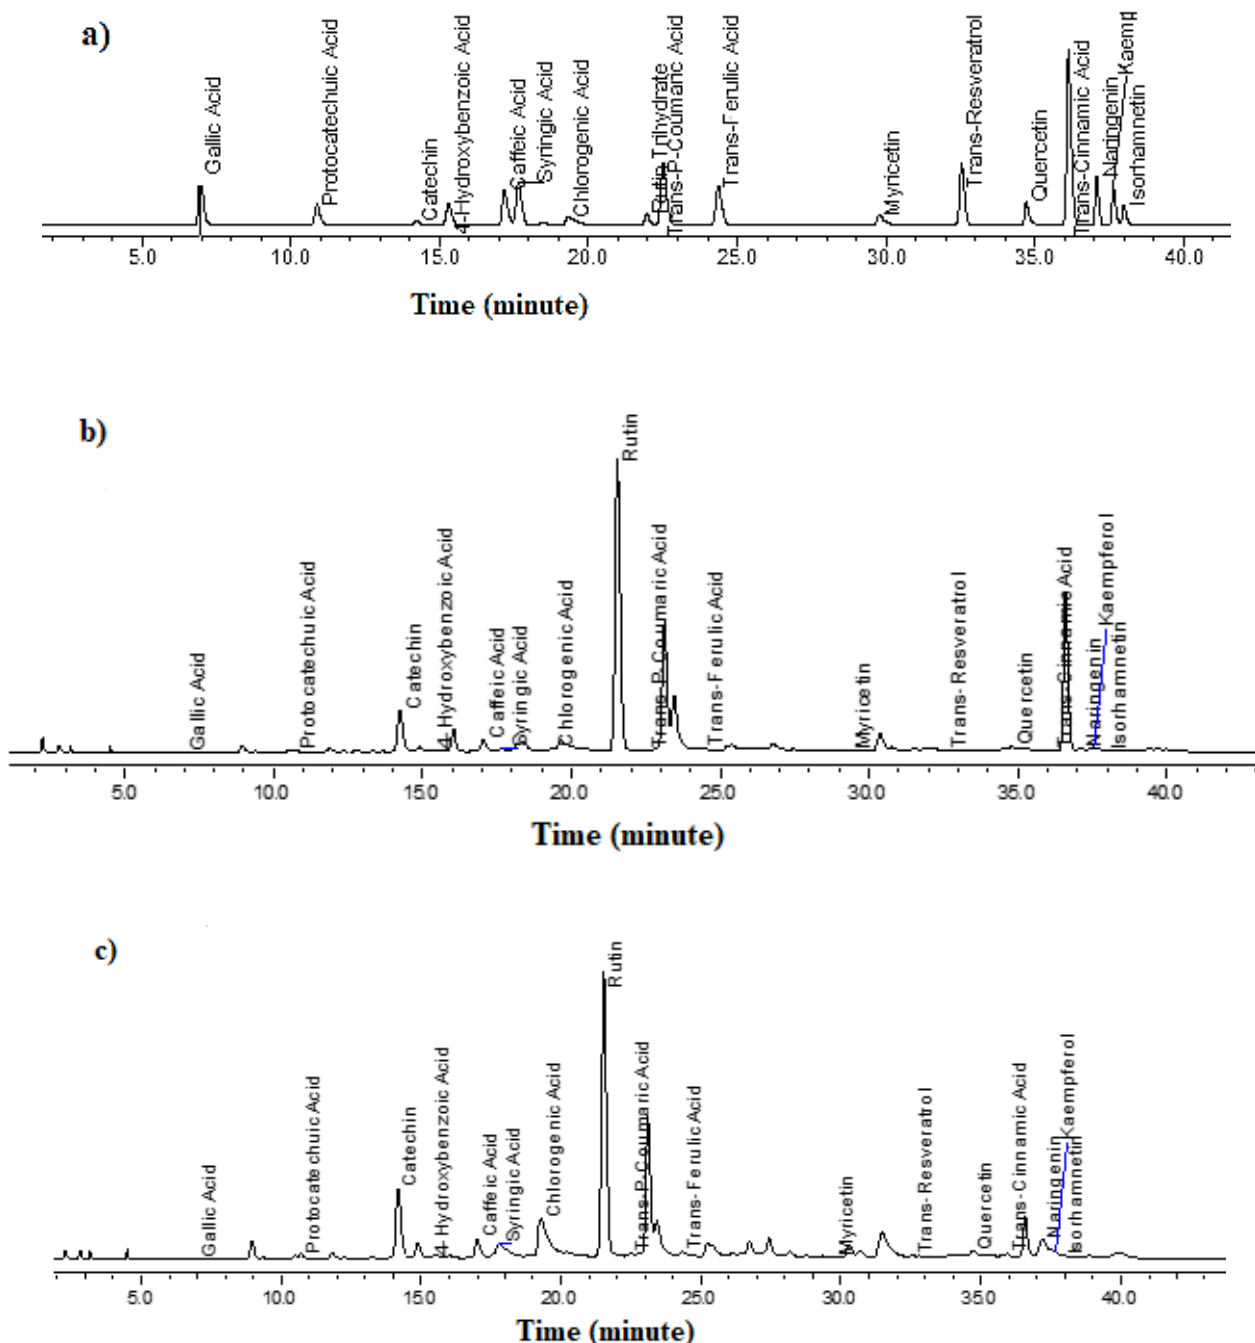 a)
Gallic Acid
Protocatechuic Acid
Catechin
4-Hydroxybenzoic Acid
Caffeic Acid
Syringic Acid
Chlorogenic Acid
Rutin Trihydrate
Trans-P-Coumaric Acid
Trans-Ferulic Acid
Myricetin
Trans-Resveratrol
Quercetin
Trans-Cinnamic Acid
Naringenin
Kaemp
Isorhamnetin
5.0 10.0 15.0 20.0 25.0 30.0 35.0 40.0
Time (minute)
b)
Gallic Acid
Protocatechuic Acid
Catechin
4-Hydroxybenzoic Acid
Caffeic Acid
Syringic Acid
Chlorogenic Acid
Rutin
Trans-P-Coumaric Acid
Trans-Ferulic Acid
Myricetin
Trans-Resveratrol
Quercetin
Trans-Cinnamic Acid
Naringenin
Kaempferol
Isorhamnetin
5.0 10.0 15.0 20.0 25.0 30.0 35.0 40.0
Time (minute)
c)
Gallic Acid
Protocatechuic Acid
Catechin
4-Hydroxybenzoic Acid
Caffeic Acid
Syringic Acid
Chlorogenic Acid
Rutin
Trans-P-Coumaric Acid
Trans-Ferulic Acid
Myricetin
Trans-Resveratrol
Quercetin
Trans-Cinnamic Acid
Naringenin
Kaempferol
Isorhamnetin
5.0 10.0 15.0 20.0 25.0 30.0 35.0 40.0
Time (minute)